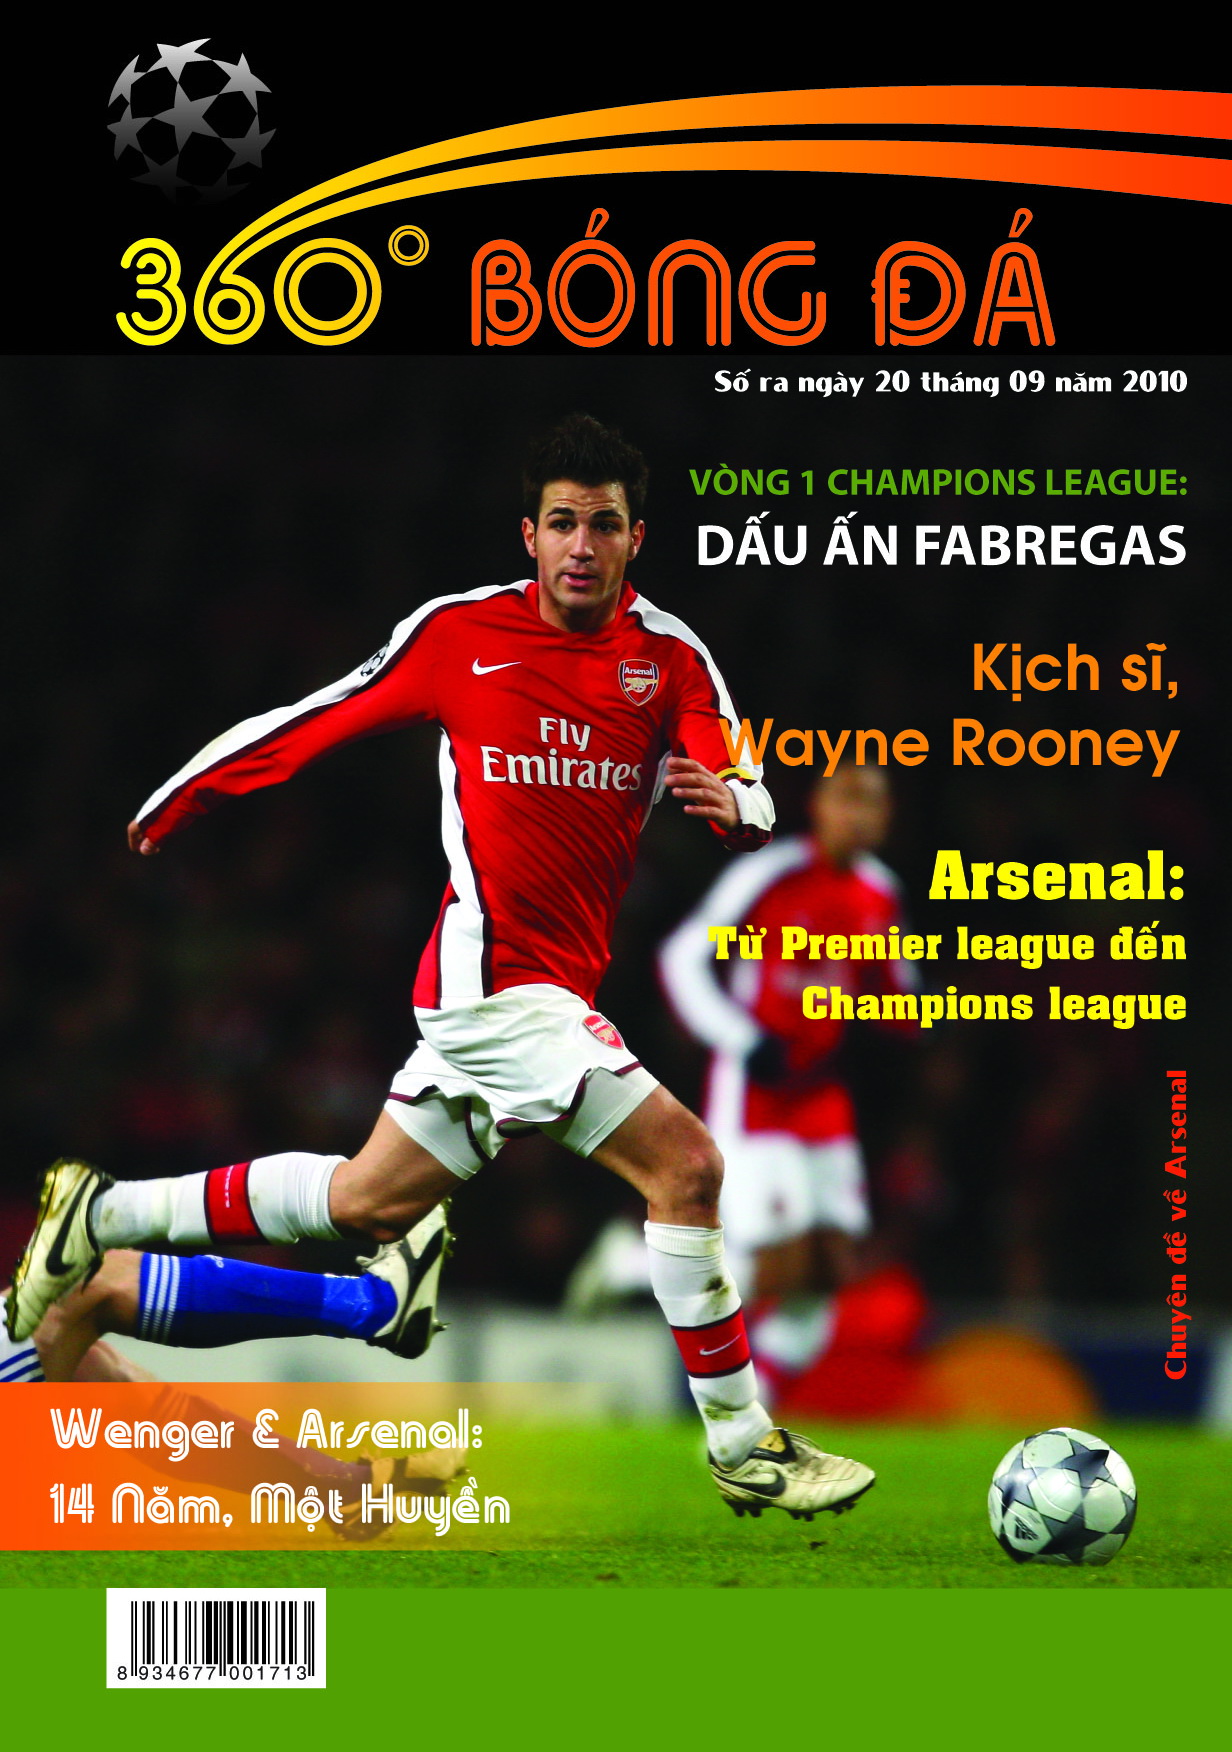 360° BÓNG ĐÁ
Số ra ngày 20 tháng 09 năm 2010
VÒNG 1 CHAMPIONS LEAGUE:
DẤU ẤN FABREGAS
Kịch sĩ,
Wayne Rooney
Arsenal
Fly
Emirates
Arsenal:
Từ Premier league đến
Champions league
Chuyên đề về Arsenal
Wenger & Arsenal:
14 Năm, Một Huyền
8 934677 001713